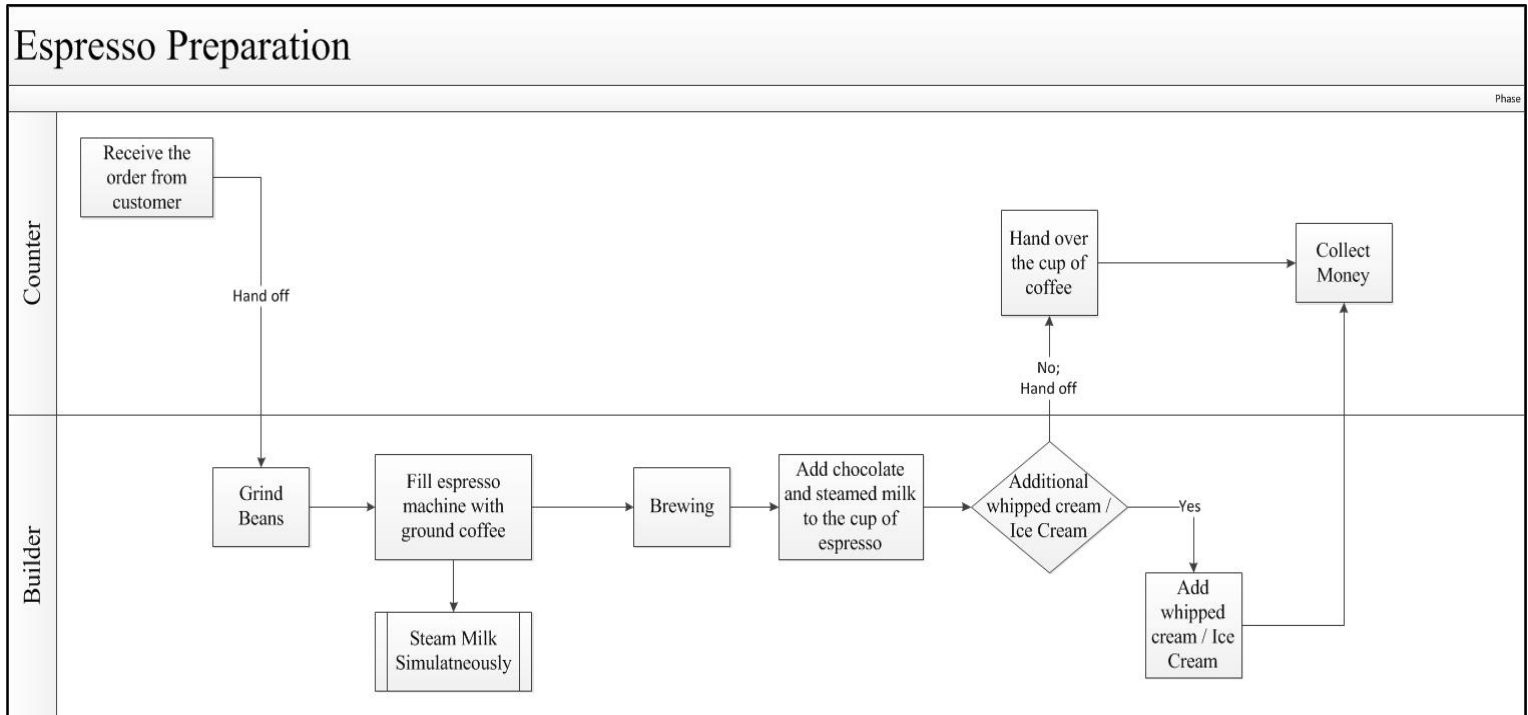 Espresso Preparation
Phase
Counter
Receive the
order from
customer
Hand off
Hand over
the cup of
coffee
Collect
Money
No;
Hand off
Builder
Grind
Beans
Fill espresso
machine with
ground coffee
Brewing
Add chocolate
and steamed milk
to the cup of
espresso
Additional
whipped cream /
Ice Cream
Yes
Steam Milk
Simulatneously
Add
whipped
cream / Ice
Cream